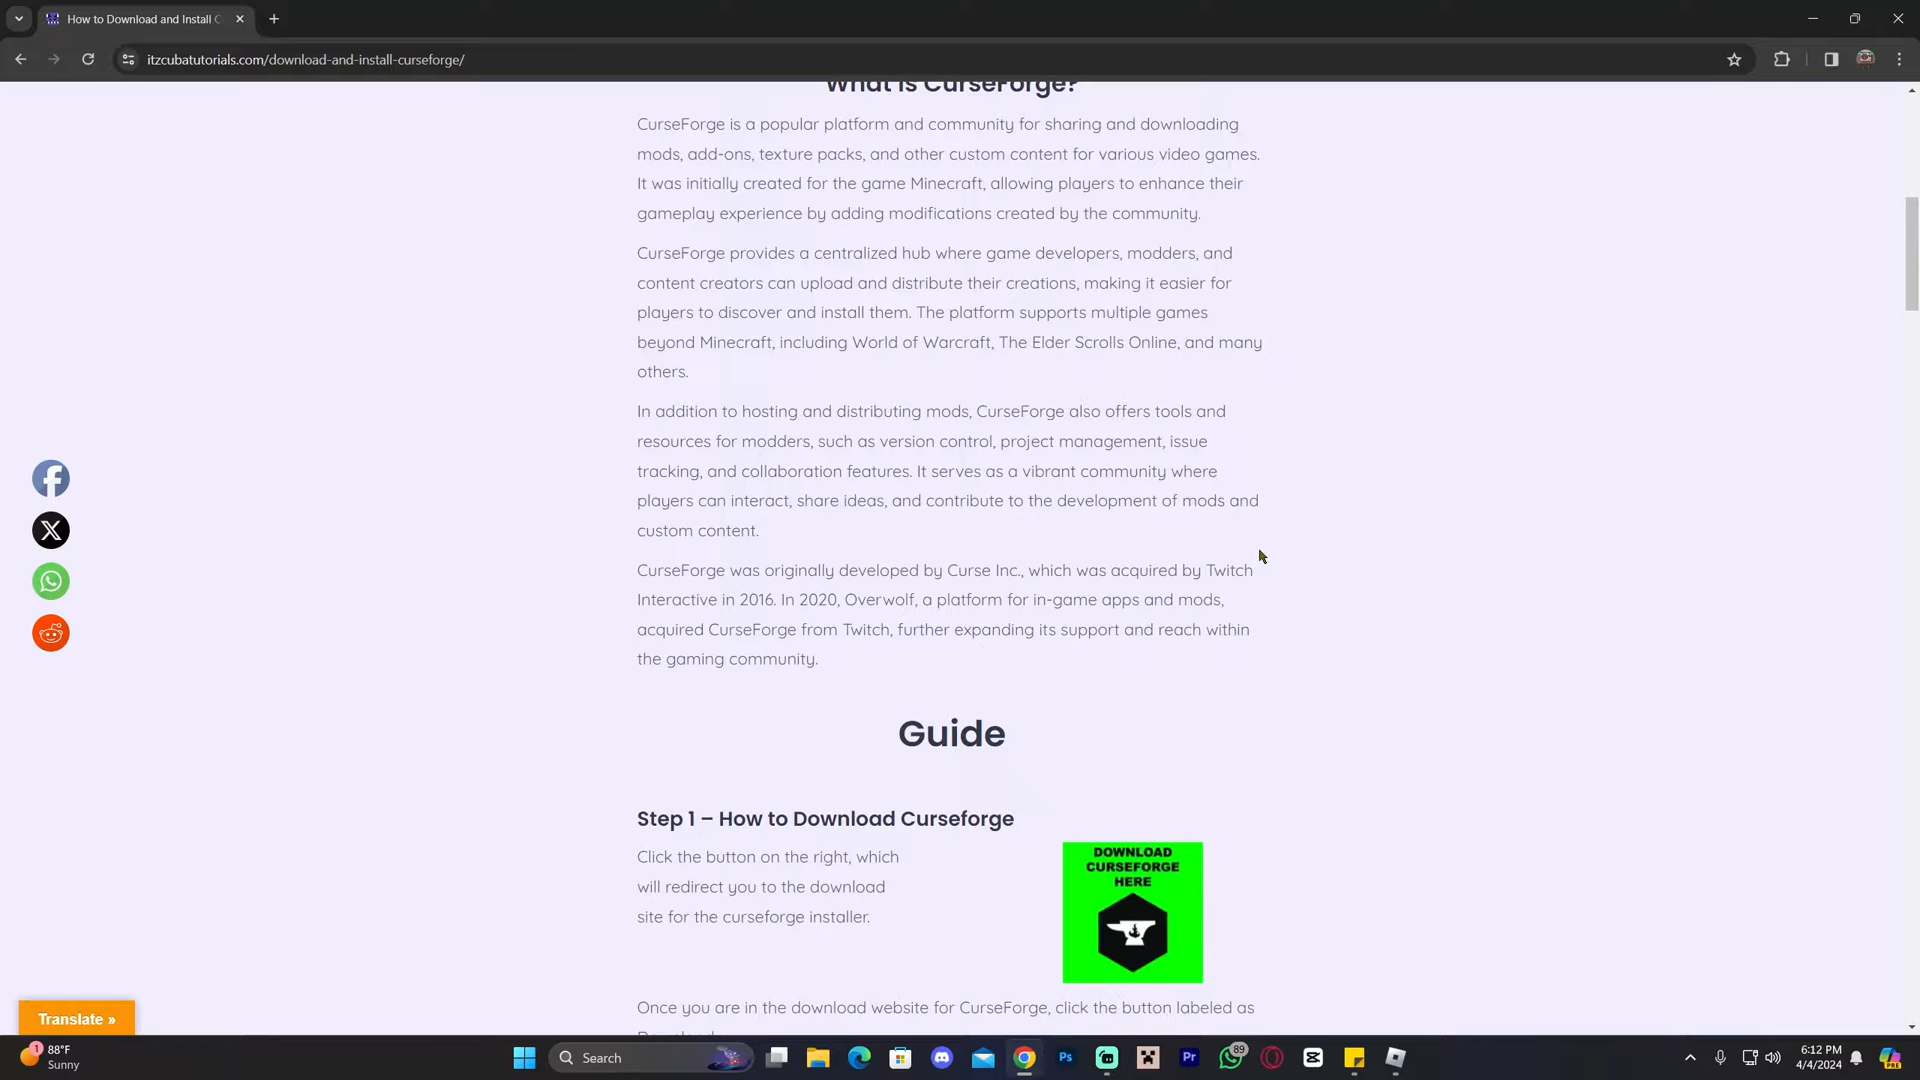 How to Download and Install C
itzcubatutorials.com/download-and-install-curseforge/
What is CurseForge?
CurseForge is a popular platform and community for sharing and downloading
mods, add-ons, texture packs, and other custom content for various video games.
It was initially created for the game Minecraft, allowing players to enhance their
gameplay experience by adding modifications created by the community.
CurseForge provides a centralized hub where game developers, modders, and
content creators can upload and distribute their creations, making it easier for
players to discover and install them. The platform supports multiple games
beyond Minecraft, including World of Warcraft, The Elder Scrolls Online, and many
others.
In addition to hosting and distributing mods, CurseForge also offers tools and
resources for modders, such as version control, project management, issue
tracking, and collaboration features. It serves as a vibrant community where
players can interact, share ideas, and contribute to the development of mods and
custom content.
CurseForge was originally developed by Curse Inc., which was acquired by Twitch
Interactive in 2016. In 2020, Overwolf, a platform for in-game apps and mods,
acquired CurseForge from Twitch, further expanding its support and reach within
the gaming community.
Guide
Step 1 – How to Download Curseforge
Click the button on the right, which
will redirect you to the download
site for the curseforge installer.
DOWNLOAD
CURSEFORGE
HERE
Once you are in the download website for CurseForge, click the button labeled as
Translate »
1
88°F
Sunny
Search
Ps
Pr
89
6:12 PM
4/4/2024
PRE